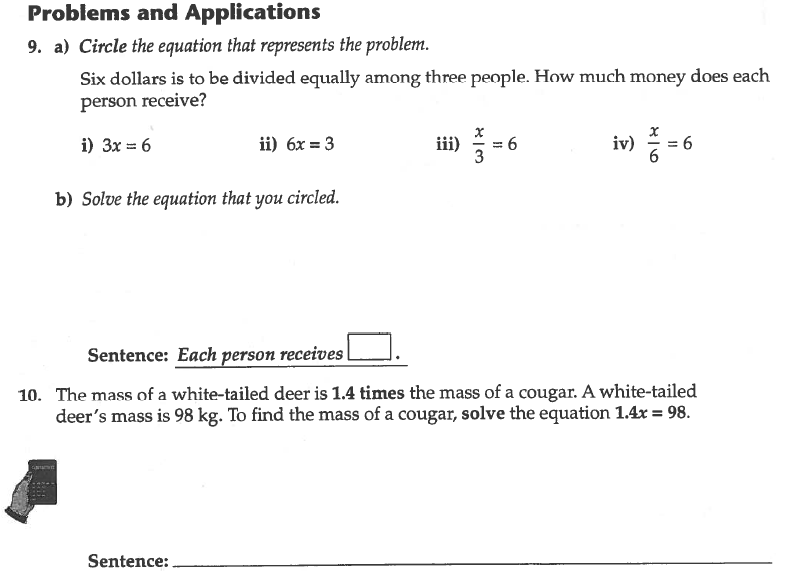 Problems and Applications
9. a) Circle the equation that represents the problem.
Six dollars is to be divided equally among three people. How much money does each
person receive?
i) 3x = 6 ii) 6x = 3 iii) x/3 = 6 iv) x/6 = 6
b) Solve the equation that you circled.
Sentence: Each person receives .
10. The mass of a white-tailed deer is 1.4 times the mass of a cougar. A white-tailed
deer's mass is 98 kg. To find the mass of a cougar, solve the equation 1.4x = 98.
Sentence: